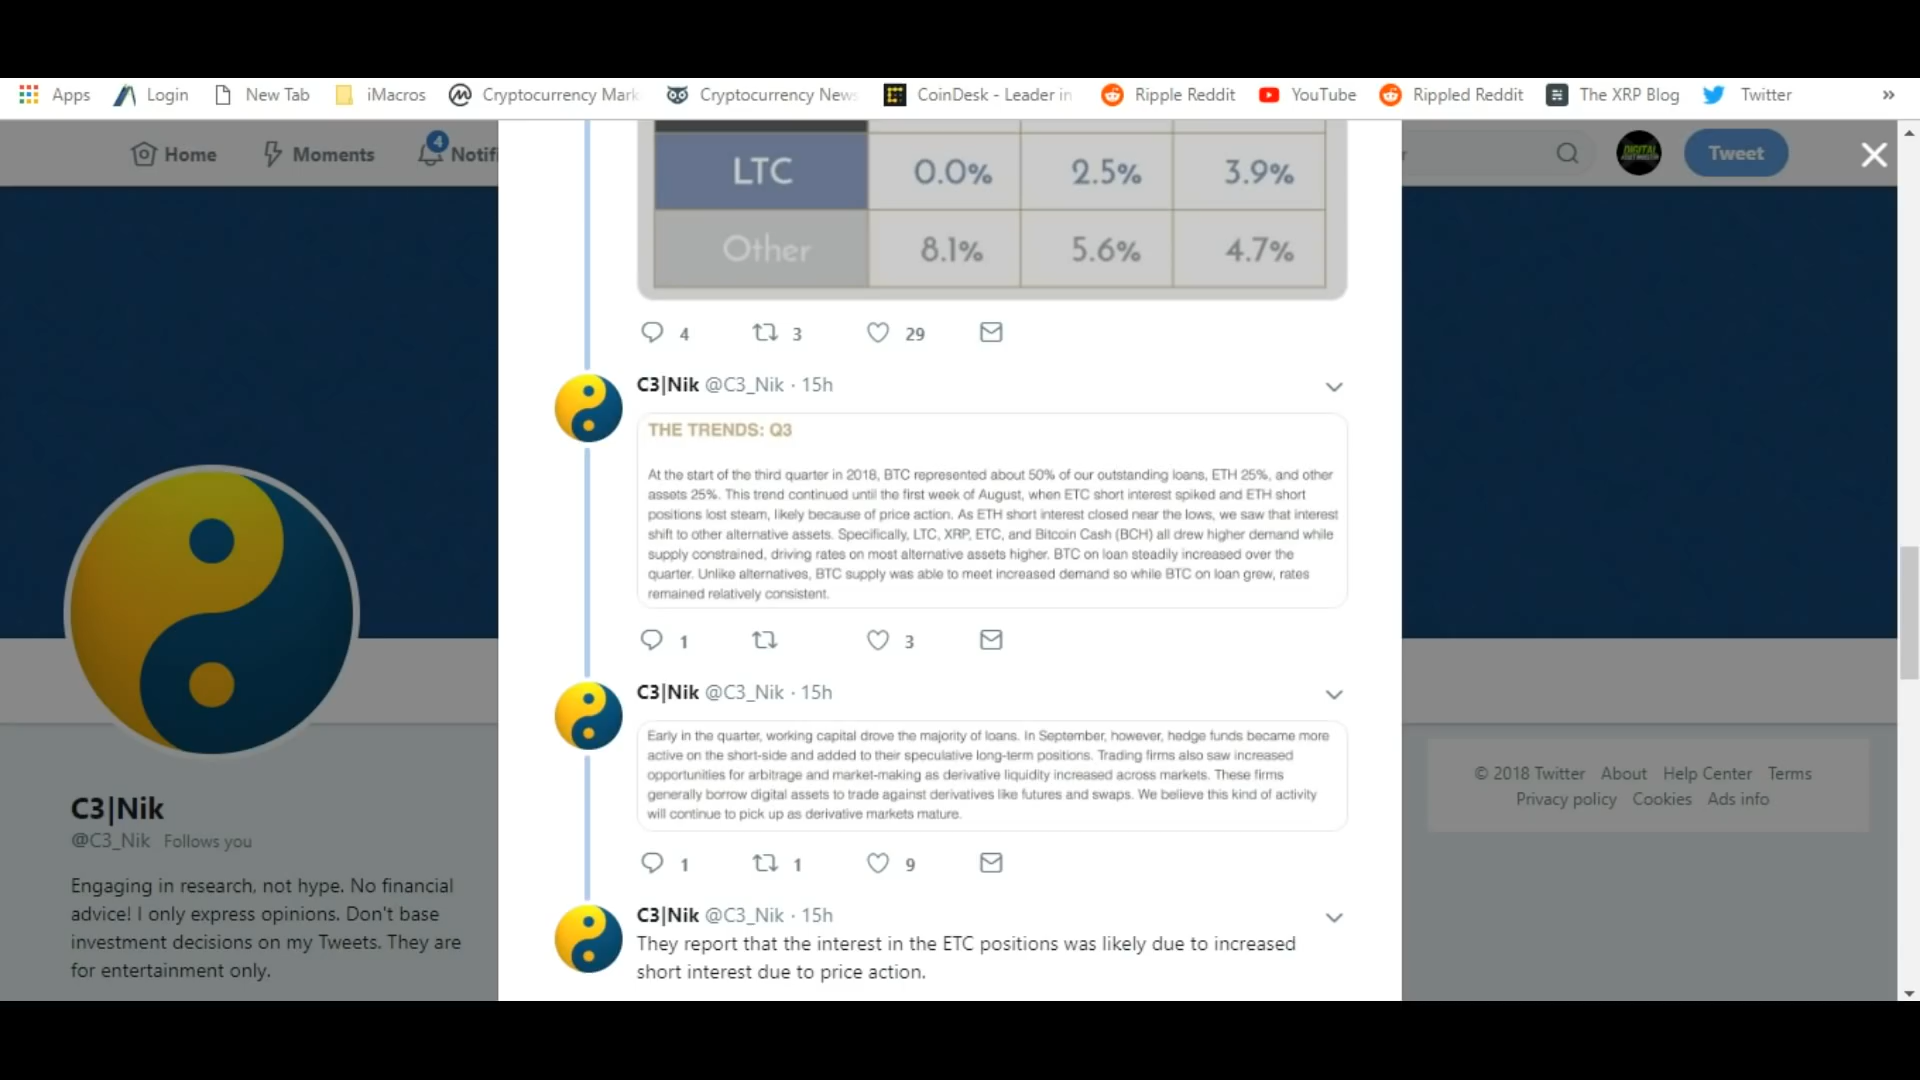 Apps Login New Tab iMacros Cryptocurrency Mark Cryptocurrency News CoinDesk - Leader in Ripple Reddit YouTube Rippled Reddit The XRP Blog Twitter »
Home Moments 4 Notifi Tweet
LTC 0.0% 2.5% 3.9%
Other 8.1% 5.6% 4.7%
4 3 29
C3|Nik @C3_Nik · 15h
THE TRENDS: Q3
At the start of the third quarter in 2018, BTC represented about 50% of our outstanding loans, ETH 25%, and other
assets 25%. This trend continued until the first week of August, when ETC short interest spiked and ETH short
positions lost steam, likely because of price action. As ETH short interest closed near the lows, we saw that interest
shift to other alternative assets. Specifically, LTC, XRP, ETC, and Bitcoin Cash (BCH) all drew higher demand while
supply constrained, driving rates on most alternative assets higher. BTC on loan steadily increased over the
quarter. Unlike alternatives, BTC supply was able to meet increased demand so while BTC on loan grew, rates
remained relatively consistent.
1 3
C3|Nik @C3_Nik · 15h
Early in the quarter, working capital drove the majority of loans. In September, however, hedge funds became more
active on the short-side and added to their speculative long-term positions. Trading firms also saw increased
opportunities for arbitrage and market-making as derivative liquidity increased across markets. These firms
generally borrow digital assets to trade against derivatives like futures and swaps. We believe this kind of activity
will continue to pick up as derivative markets mature.
1 1 9
C3|Nik @C3_Nik · 15h
They report that the interest in the ETC positions was likely due to increased
short interest due to price action.
C3|Nik
@C3_Nik Follows you
Engaging in research, not hype. No financial
advice! I only express opinions. Don't base
investment decisions on my Tweets. They are
for entertainment only.
© 2018 Twitter About Help Center Terms
Privacy policy Cookies Ads info